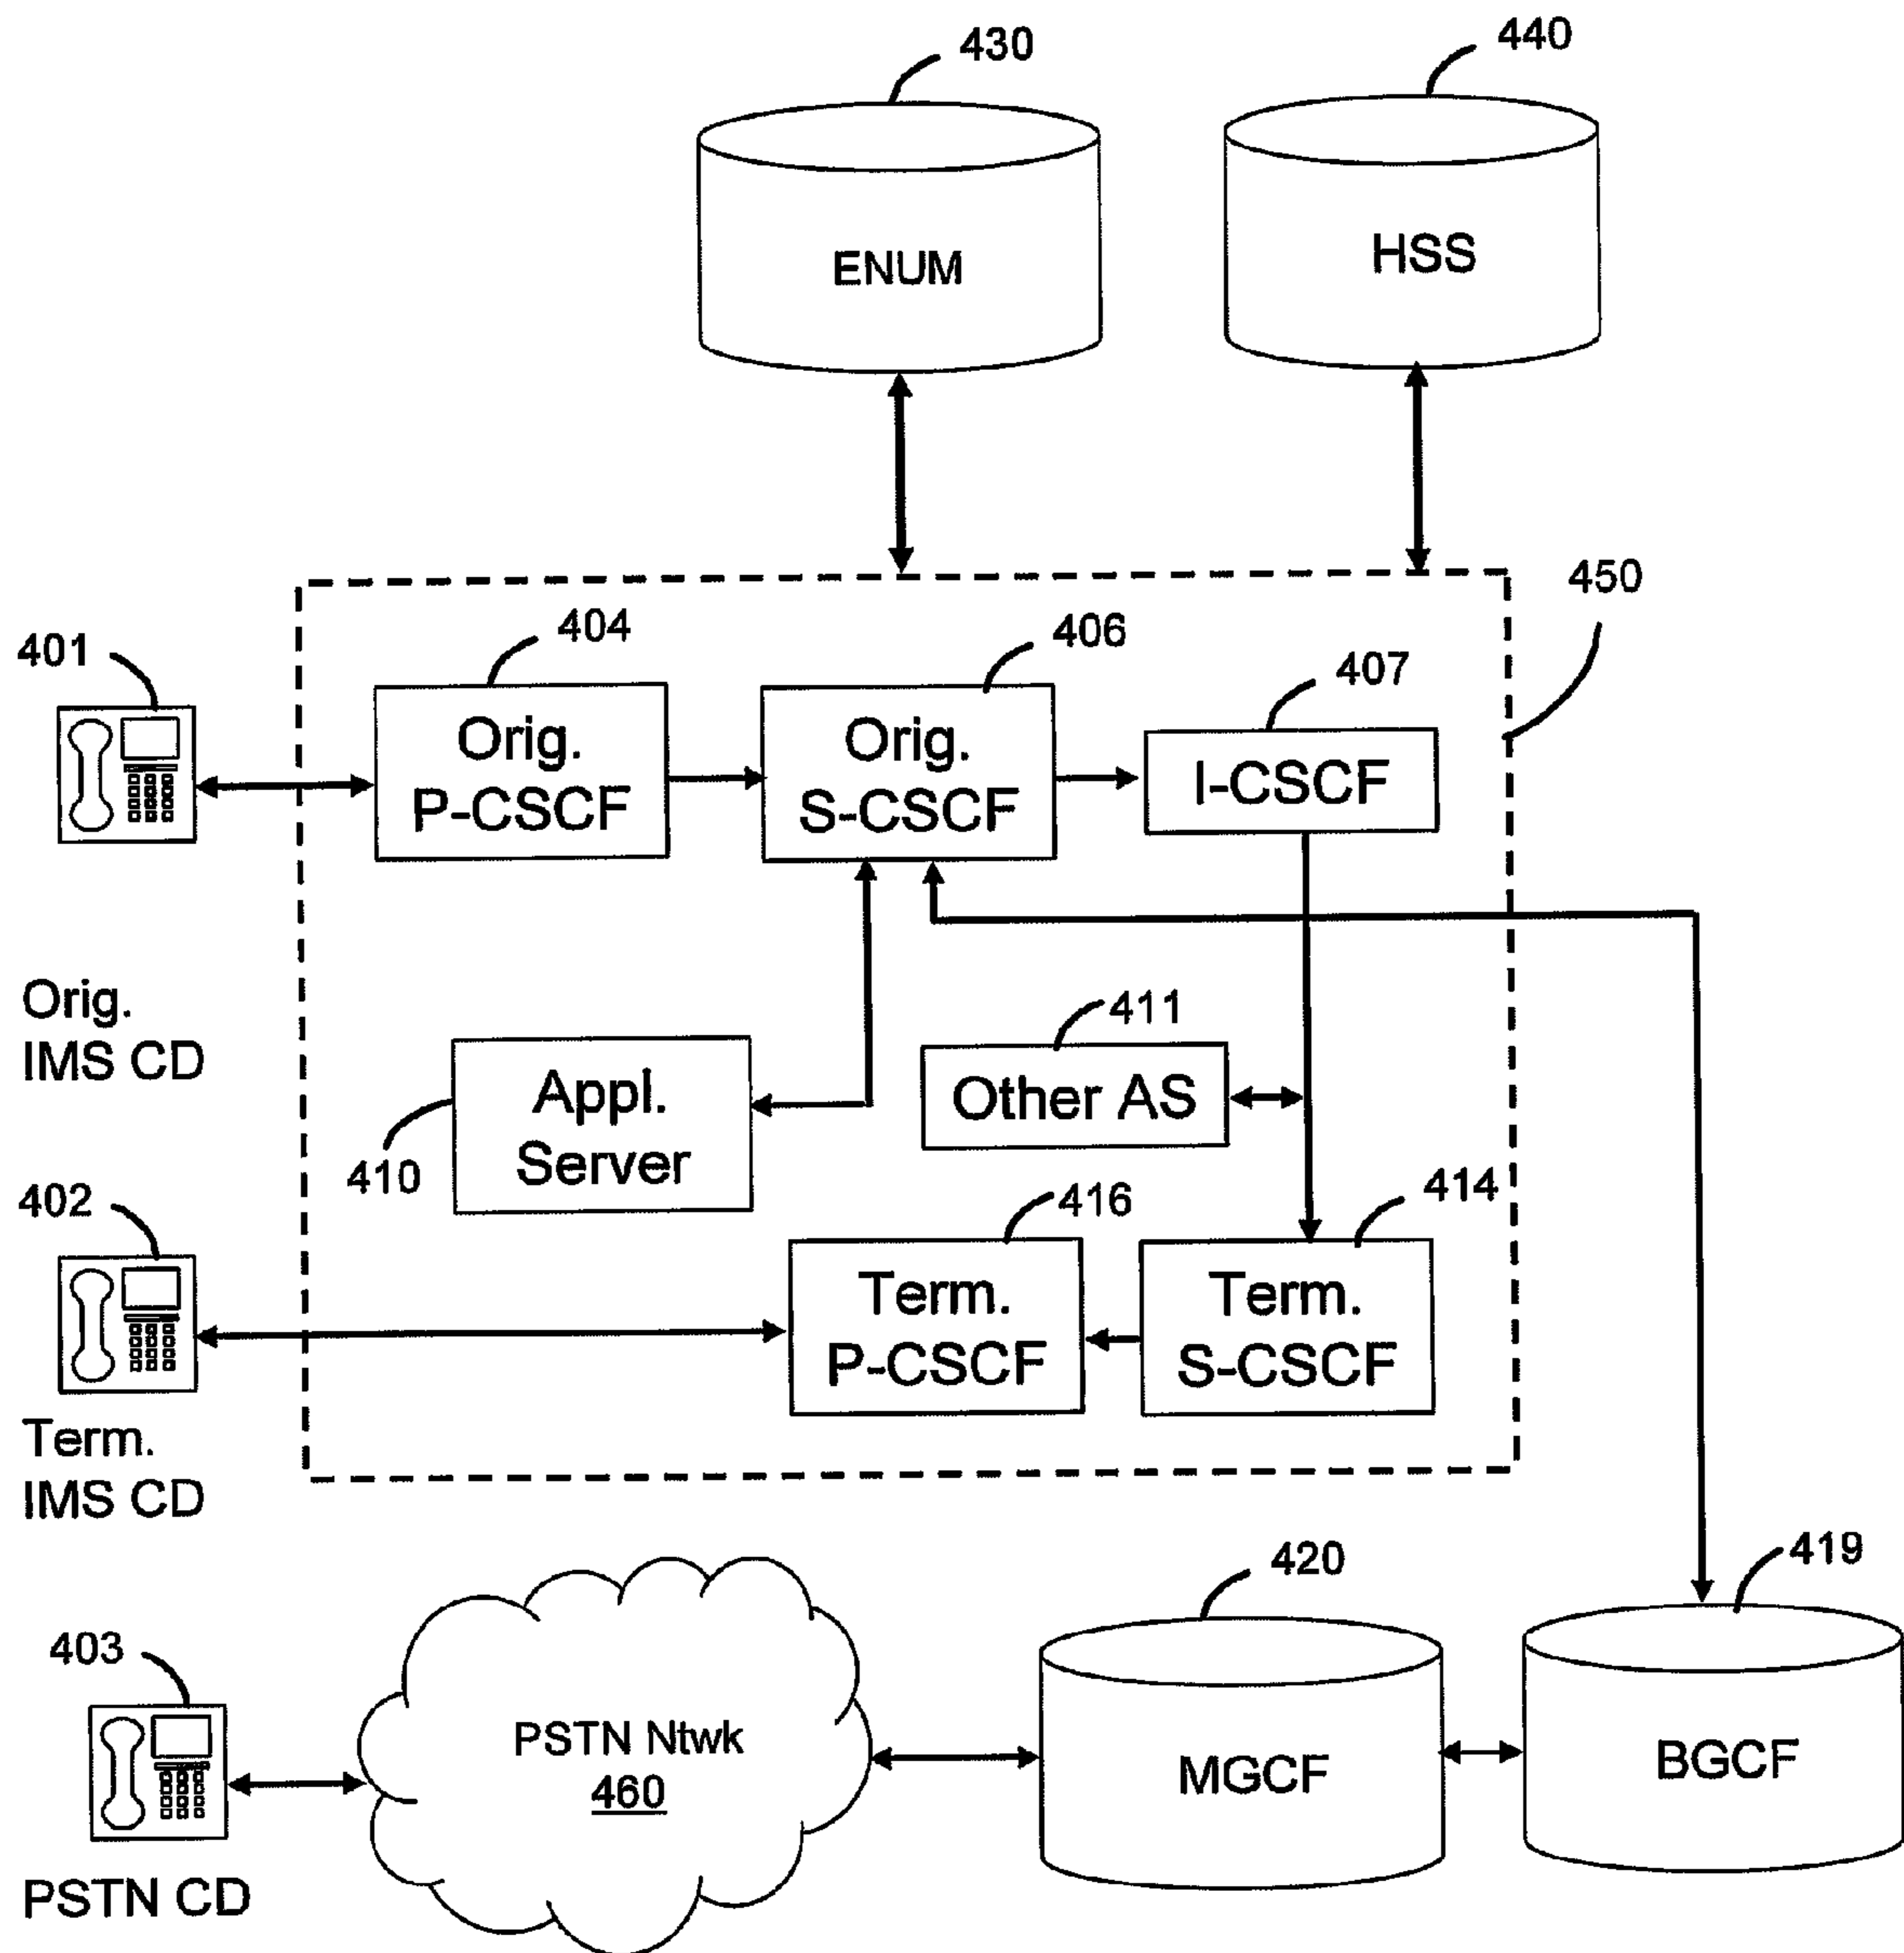 430
440
ENUM
HSS
450
401
404
406
407
Orig.
P-CSCF
Orig.
S-CSCF
I-CSCF
Orig.
IMS CD
411
Appl.
Server
Other AS
410
402
416
414
Term.
P-CSCF
Term.
S-CSCF
Term.
IMS CD
420
419
403
PSTN Ntwk
460
MGCF
BGCF
PSTN CD